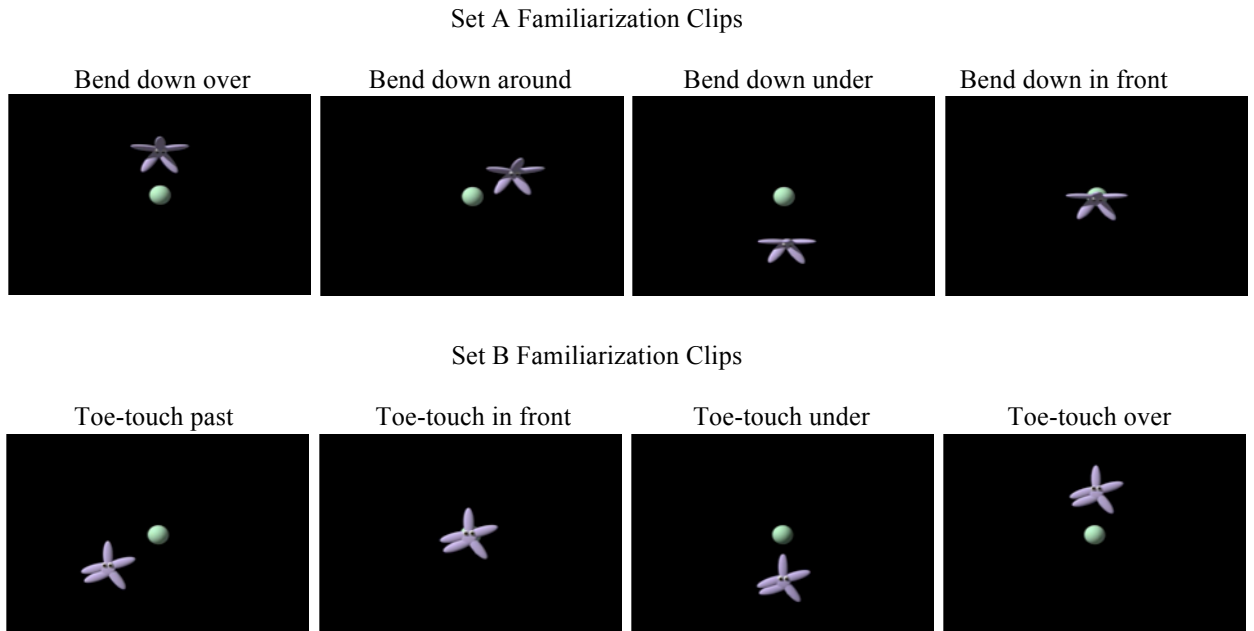 Set A Familiarization Clips
Bend down over Bend down around Bend down under Bend down in front
Set B Familiarization Clips
Toe-touch past Toe-touch in front Toe-touch under Toe-touch over